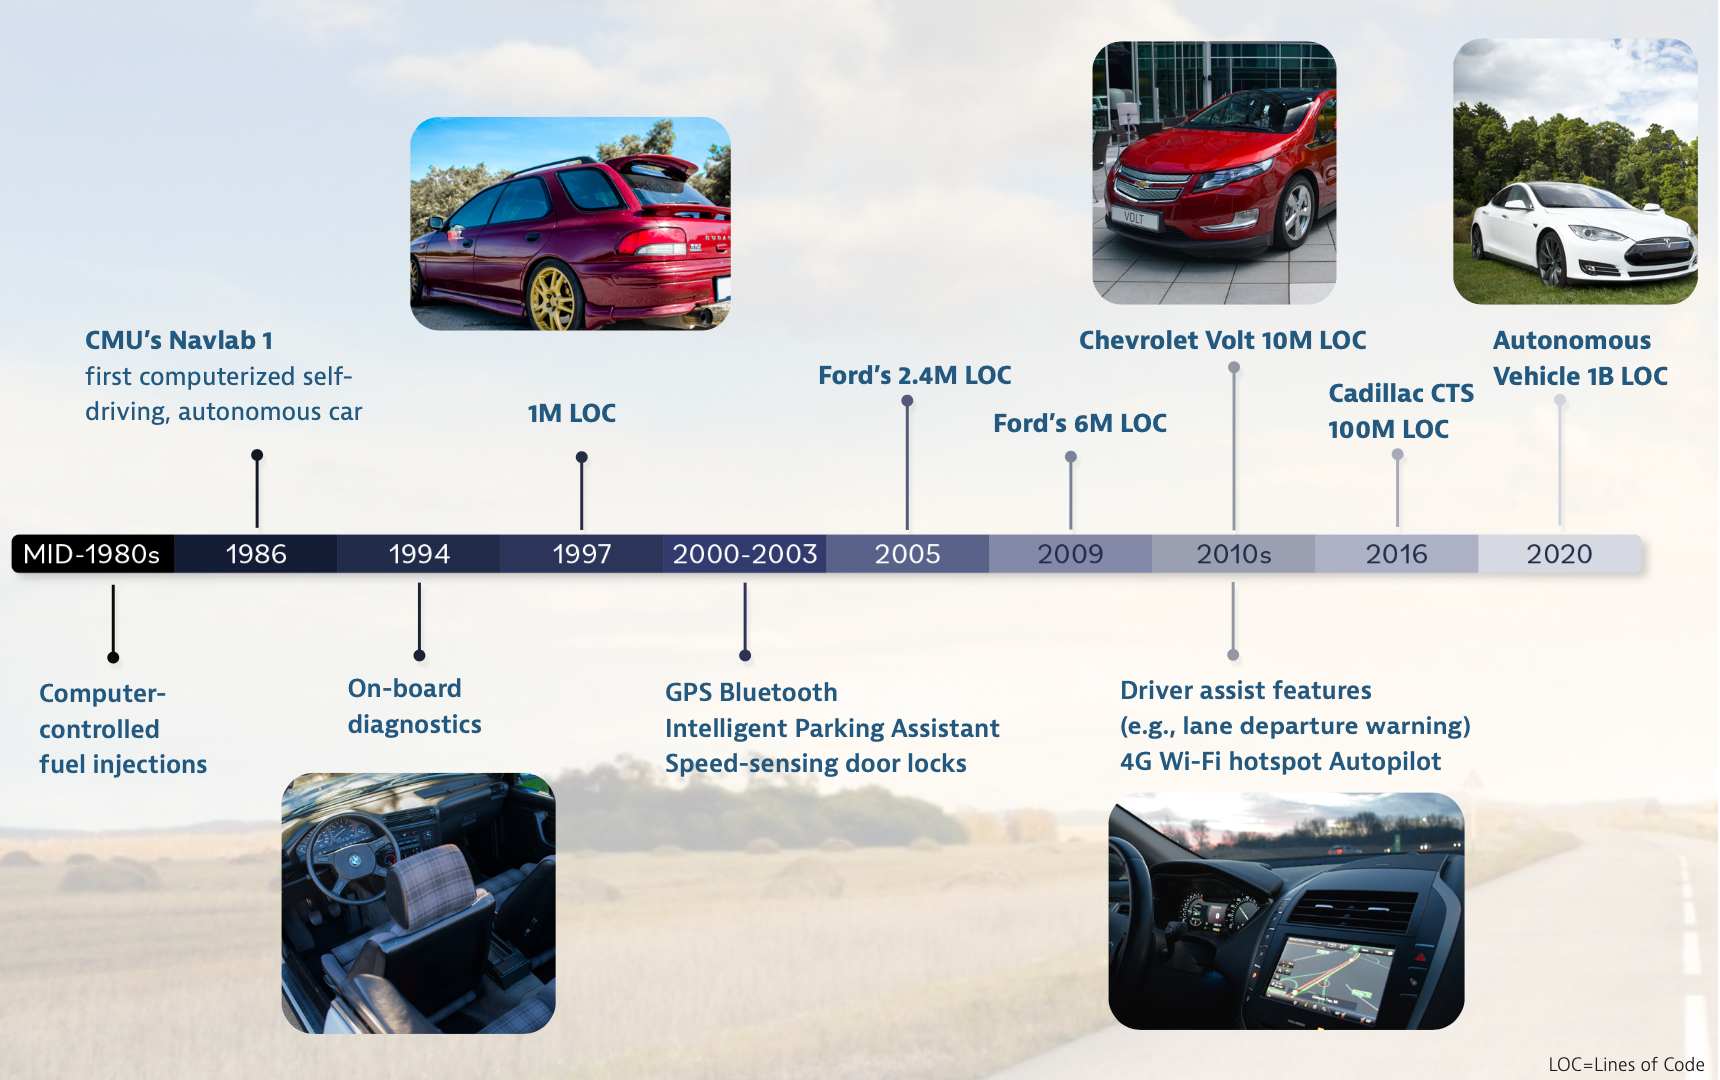 CMU's Navlab 1
first computerized self-
driving, autonomous car
1M LOC
Ford's 2.4M LOC
Ford's 6M LOC
VOLT
Chevrolet Volt 10M LOC
Cadillac CTS
100M LOC
Autonomous
Vehicle 1B LOC
MID-1980s
1986
1994
1997
2000-2003
2005
2009
2010s
2016
2020
Computer-
controlled
fuel injections
On-board
diagnostics
GPS Bluetooth
Intelligent Parking Assistant
Speed-sensing door locks
Driver assist features
(e.g., lane departure warning)
4G Wi-Fi hotspot Autopilot
LOC=Lines of Code